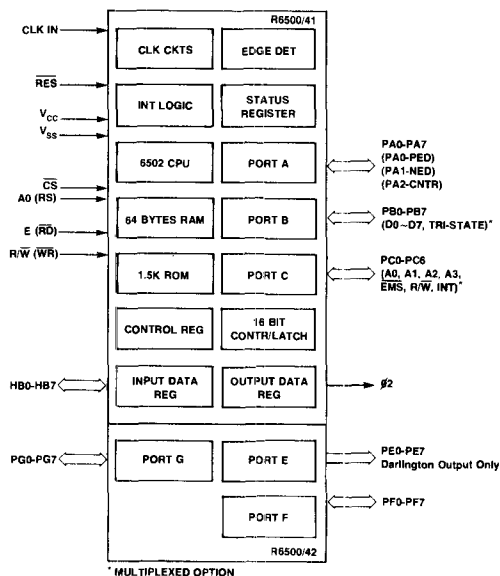 R6500/41
CLK IN
CLK CKTS
EDGE DET
RES
INT LOGIC
STATUS
REGISTER
VCC
VSS
6502 CPU
PORT A
PA0-PA7
(PA0-PED)
(PA1-NED)
(PA2-CNTR)
CS
A0 (RS)
64 BYTES RAM
PORT B
PB0-PB7
(D0~D7, TRI-STATE)*
E (RD)
R/W (WR)
1.5K ROM
PORT C
PC0-PC6
(A0, A1, A2, A3,
EMS, R/W, INT)*
CONTROL REG
16 BIT
CONTR/LATCH
HB0-HB7
INPUT DATA
REG
OUTPUT DATA
REG
ø2
PG0-PG7
PORT G
PORT E
PE0-PE7
Darlington Output Only
PORT F
PF0-PF7
R6500/42
* MULTIPLEXED OPTION